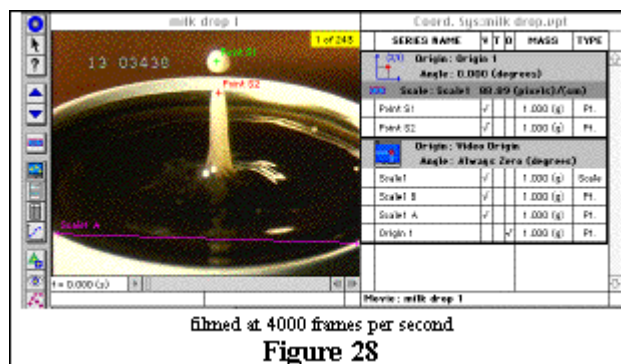 milk drop 1
Coord. Sys:milk drop.vpt
1 of 243
13 03438
Point S1
Point S2
Scale1 A
t = 0.000 (s)
SERIES NAME V T O MASS TYPE
Origin: Origin 1
Angle: 0.000 (degrees)
Scale: Scale1 (pixels)/(cm)
Point S1 √ 1.000 (g) Pt.
Point S2 √ 1.000 (g) Pt.
Origin: Video Origin
Angle: Always Zero (degrees)
Scale1 √ 1.000 (g) Scale
Scale1 B √ 1.000 (g) Pt.
Scale1 A √ 1.000 (g) Pt.
Origin 1 √ 1.000 (g) Pt.
Movie: milk drop 1
filmed at 4000 frames per second
Figure 28